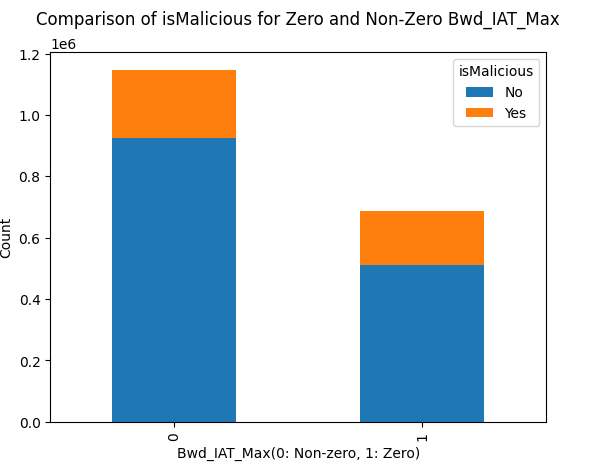 Comparison of isMalicious for Zero and Non-Zero Bwd_IAT_Max
1e6
1.2
1.0
0.8
0.6
0.4
0.2
0.0
Count
isMalicious
No
Yes
0
1
Bwd_IAT_Max(0: Non-zero, 1: Zero)